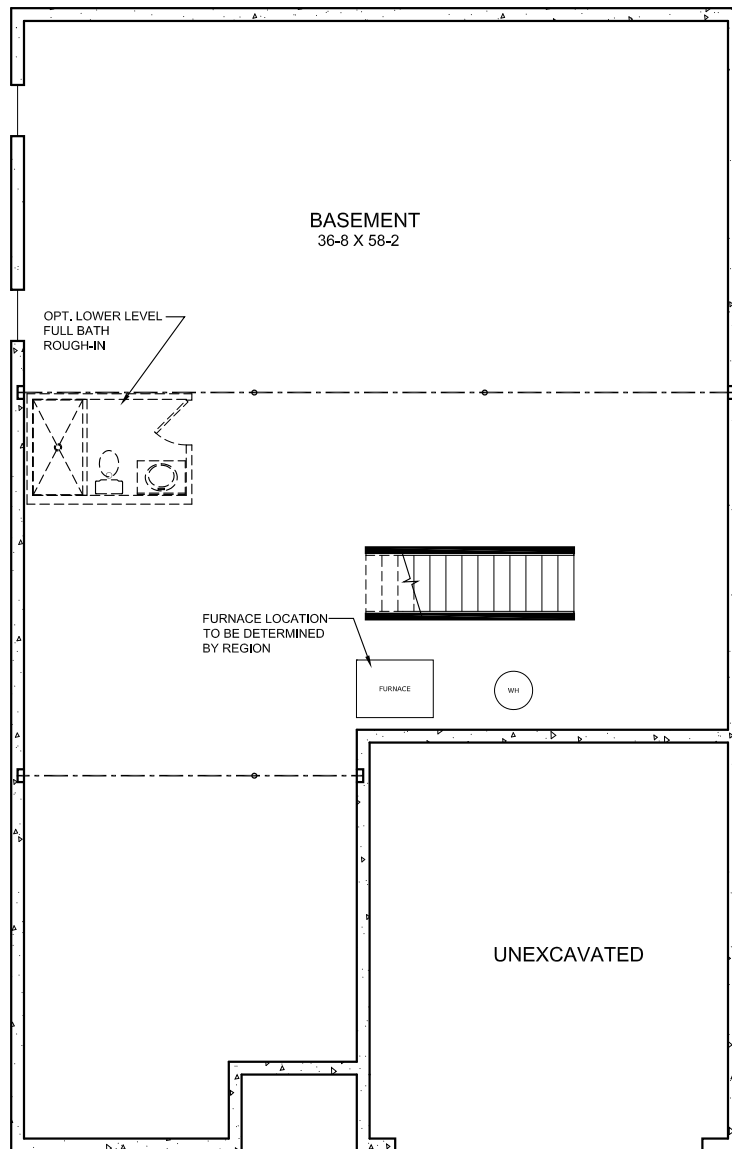 BASEMENT
36-8 X 58-2
OPT. LOWER LEVEL
FULL BATH
ROUGH-IN
FURNACE LOCATION
TO BE DETERMINED
BY REGION
FURNACE
WH
UNEXCAVATED